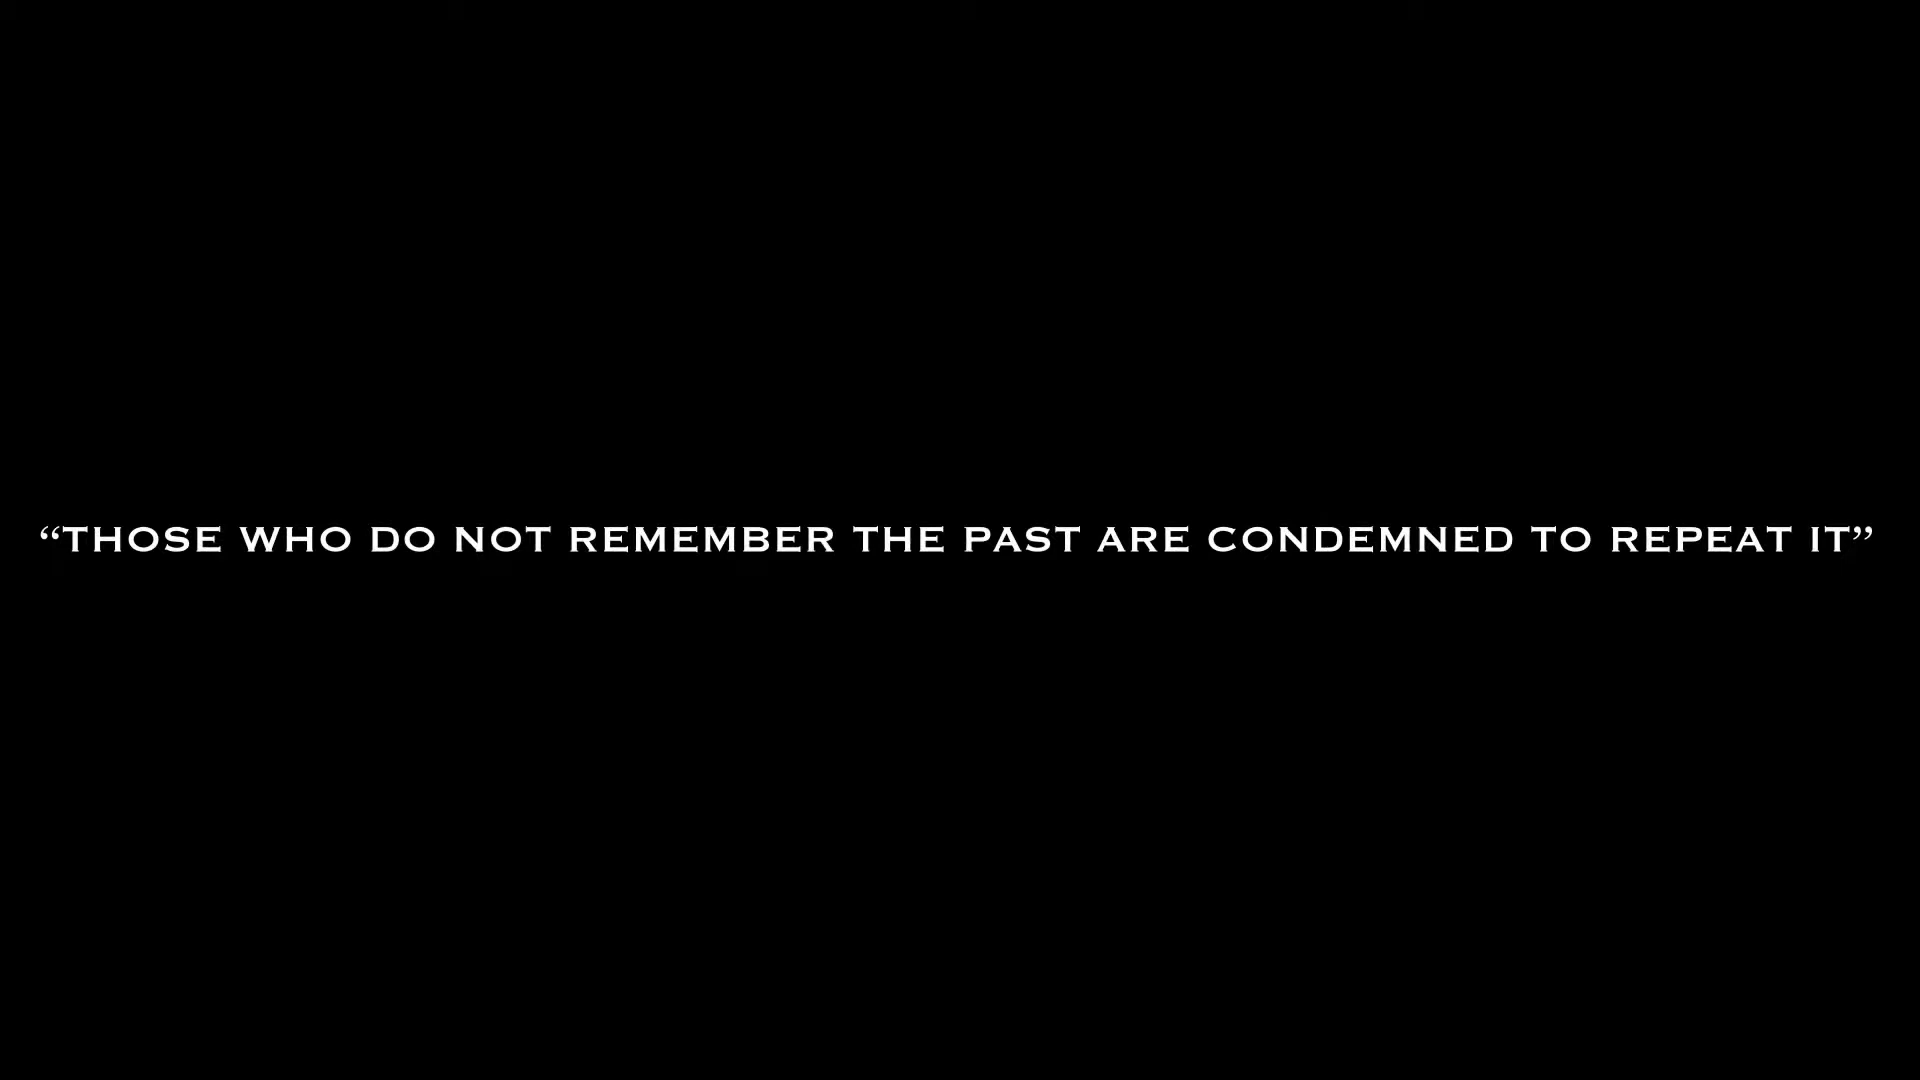 “THOSE WHO DO NOT REMEMBER THE PAST ARE CONDEMNED TO REPEAT IT”